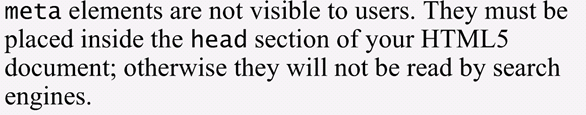 meta elements are not visible to users. They must be
placed inside the head section of your HTML5
document; otherwise they will not be read by search
engines.